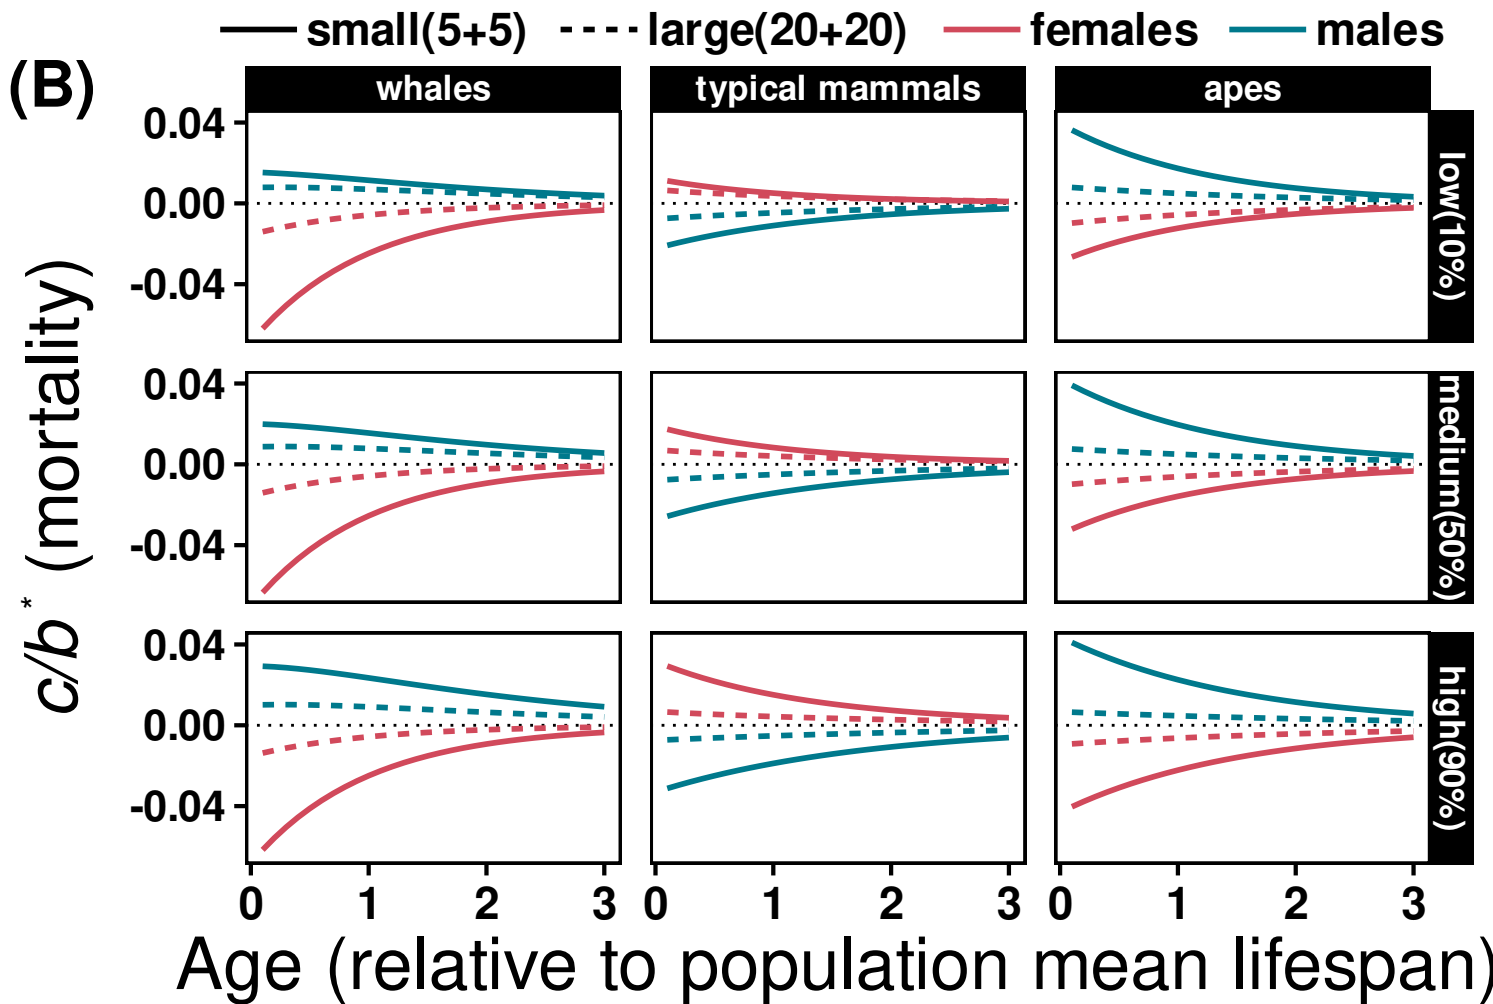 small(5+5) large(20+20) females males
(B)
whales typical mammals apes
0.04
0.00
-0.04
low(10%)
0.04
0.00
-0.04
medium(50%)
0.04
0.00
-0.04
high(90%)
c/b* (mortality)
0 1 2 3 0 1 2 3 0 1 2 3
Age (relative to population mean lifespan)